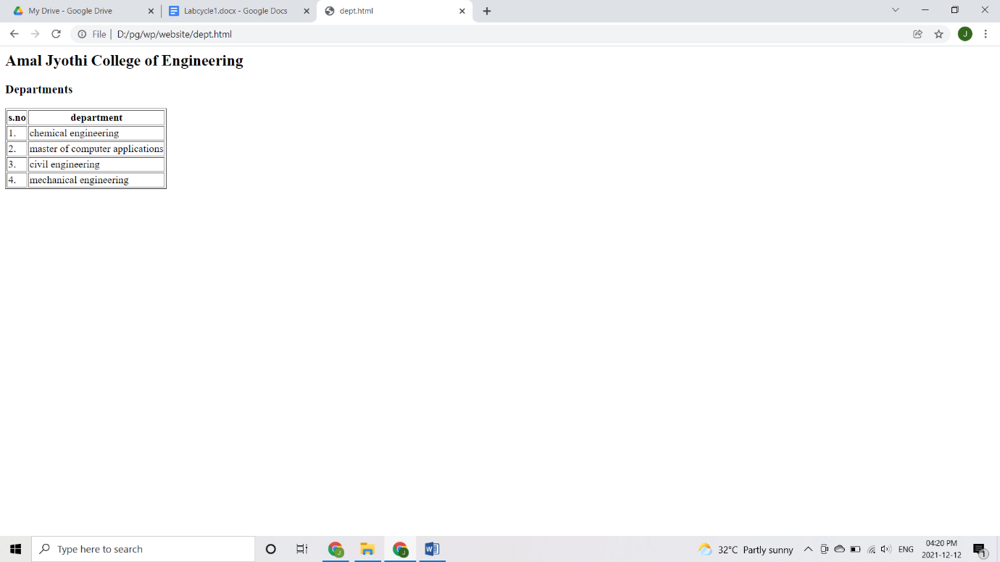 My Drive - Google Drive
Labcycle1.docx - Google Docs
dept.html
File | D:/pg/wp/website/dept.html
J
Amal Jyothi College of Engineering
Departments
s.no department
1. chemical engineering
2. master of computer applications
3. civil engineering
4. mechanical engineering
Type here to search
32°C Partly sunny
ENG
04:20 PM
2021-12-12
1